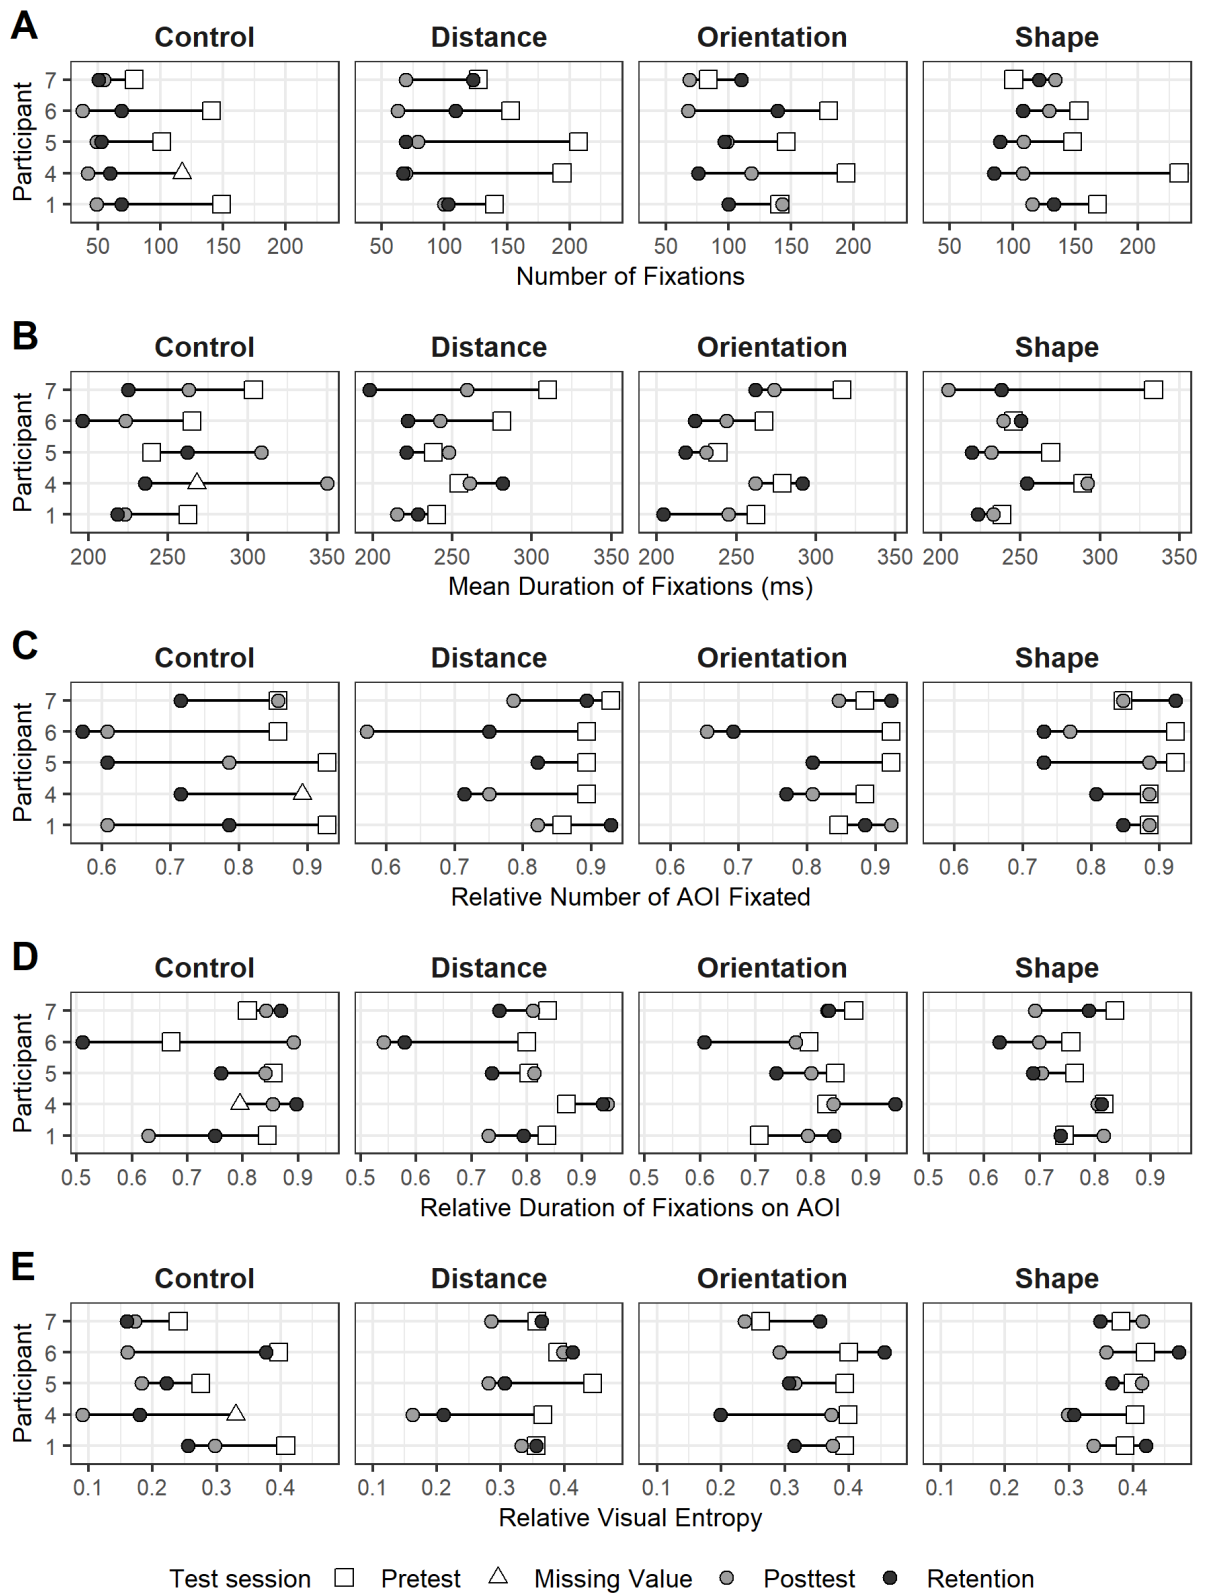 A
Control Distance Orientation Shape
Participant
7
6
5
4
1
50 100 150 200 50 100 150 200 50 100 150 200 50 100 150 200
Number of Fixations
B
Control Distance Orientation Shape
Participant
7
6
5
4
1
200 250 300 350 200 250 300 350 200 250 300 350 200 250 300 350
Mean Duration of Fixations (ms)
C
Control Distance Orientation Shape
Participant
7
6
5
4
1
0.6 0.7 0.8 0.9 0.6 0.7 0.8 0.9 0.6 0.7 0.8 0.9 0.6 0.7 0.8 0.9
Relative Number of AOI Fixated
D
Control Distance Orientation Shape
Participant
7
6
5
4
1
0.5 0.6 0.7 0.8 0.9 0.5 0.6 0.7 0.8 0.9 0.5 0.6 0.7 0.8 0.9 0.5 0.6 0.7 0.8 0.9
Relative Duration of Fixations on AOI
E
Control Distance Orientation Shape
Participant
7
6
5
4
1
0.1 0.2 0.3 0.4 0.1 0.2 0.3 0.4 0.1 0.2 0.3 0.4 0.1 0.2 0.3 0.4
Relative Visual Entropy
Test session Pretest Missing Value Posttest Retention